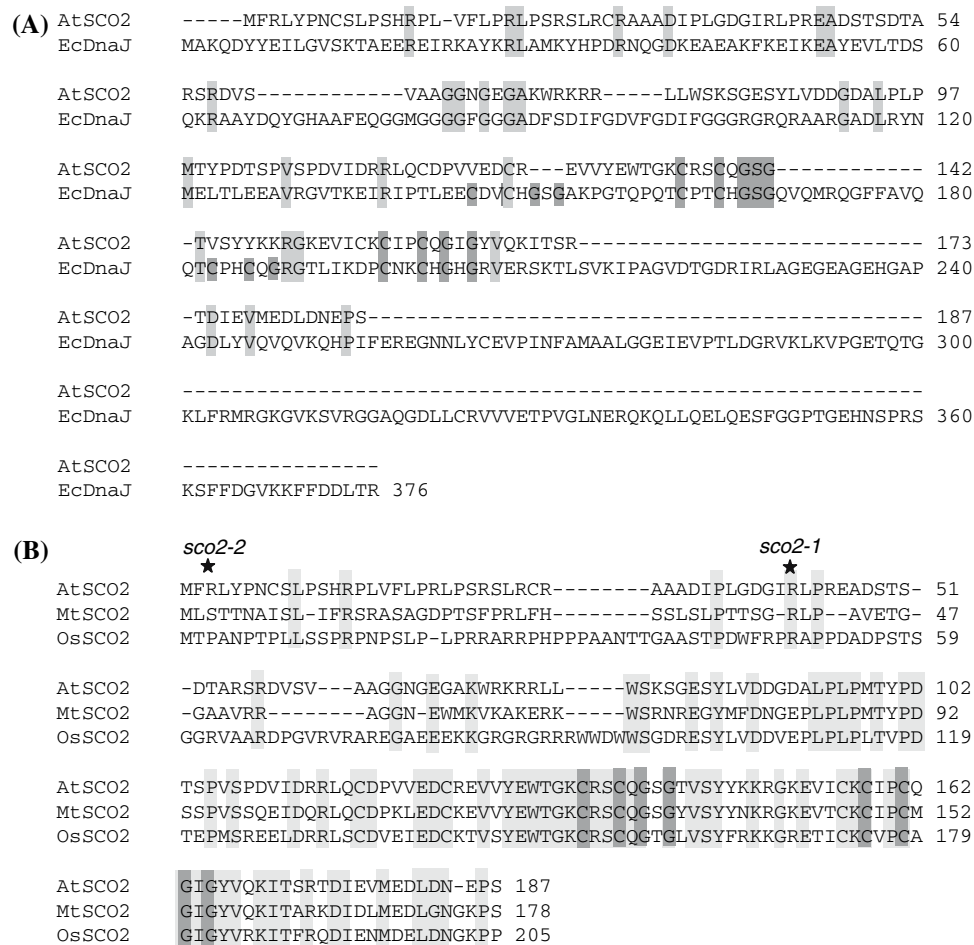 (A)
AtSCO2 -----MFRLYPNCSLPSHRPL-VFLPRLPSRSLRCRAAADIPLGDGIRLPREADSTSDTA 54
EcDnaJ MAKQDYYEILGVSKTAEEREIRKAYKRLAMKYHPDRNQGDKEAEAKFKEIKEAYEVLTDS 60
AtSCO2 RSRDVS------------VAAGGNGEGAKWRKRR-----LLWSKSGESYLVDDGDALPLP 97
EcDnaJ QKRAAYDQYGHAAFEQGGMGGGGFGGGADFSDIFGDVFGDIFGGGRGRQRAARGADLRYN 120
AtSCO2 MTYPDTSPVSPDVIDRRLQCDPVVEDCR---EVVYEWTGKCRSCQGSG------------ 142
EcDnaJ MELTLEEAVRGVTKEIRIPTLEECDVCHGSGAKPGTQPQTCPTCHGSGQVQMRQGFFAVQ 180
AtSCO2 -TVSYYKKRGKEVICKCIPCQGIGYVQKITSR---------------------------- 173
EcDnaJ QTCPHCQGRGTLIKDPCNKCHGHGRVERSKTLSVKIPAGVDTGDRIRLAGEGEAGEHGAP 240
AtSCO2 -TDIEVMEDLDNEPS--------------------------------------------- 187
EcDnaJ AGDLYVQVQVKQHPIFEREGNNLYCEVPINFAMAALGGEIEVPTLDGRVKLKVPGETQTG 300
AtSCO2 ------------------------------------------------------------
EcDnaJ KLFRMRGKGVKSVRGGAQGDLLCRVVVETPVGLNERQKQLLQELQESFGGPTGEHNSPRS 360
AtSCO2 ----------------
EcDnaJ KSFFDGVKKFFDDLTR 376
(B)
sco2-2 sco2-1
AtSCO2 MFRLYPNCSLPSHRPLVFLPRLPSRSLRCR--------AAADIPLGDGIRLPREADSTS- 51
MtSCO2 MLSTTNAISL-IFRSRASAGDPTSFPRLFH--------SSLSLPTTSG-RLP--AVETG- 47
OsSCO2 MTPANPTPLLSSPRPNPSLP-LPRRARRPHPPPAANTTGAASTPDWFRPRAPPDADPSTS 59
AtSCO2 -DTARSRDVSV---AAGGNGEGAKWRKRRLL-----WSKSGESYLVDDGDALPLPMTYPD 102
MtSCO2 -GAAVRR--------AGGN-EWMKVKAKERK-----WSRNREGYMFDNGEPLPLPMTYPD 92
OsSCO2 GGRVAARDPGVRVRAREGAEEEKKGRGRGRRRWWDWWSGDRESYLVDDVEPLPLPLTVPD 119
AtSCO2 TSPVSPDVIDRRLQCDPVVEDCREVVYEWTGKCRSCQGSGTVSYYKKRGKEVICKCIPCQ 162
MtSCO2 SSPVSSQEIDQRLQCDPKLEDCKEVVYEWTGKCRSCQGSGYVSYYNKRGKEVTCKCIPCM 152
OsSCO2 TEPMSREELDRRLSCDVEIEDCKTVSYEWTGKCRSCQGTGLVSYFRKKGRETICKCVPCA 179
AtSCO2 GIGYVQKITSRTDIEVMEDLDN-EPS 187
MtSCO2 GIGYVQKITARKDIDLMEDLGNGKPS 178
OsSCO2 GIGYVRKITFRQDIENMDELDNGKPP 205